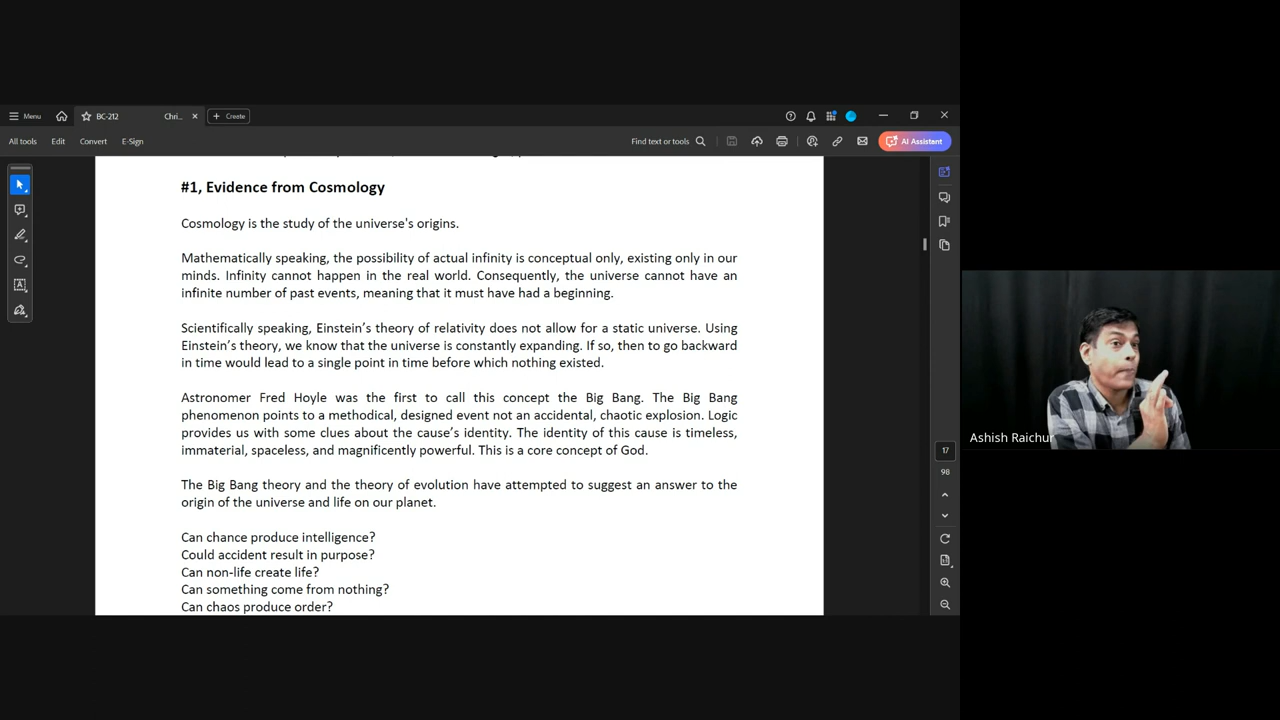 Menu
BC-212
Chri...
Create
All tools
Edit
Convert
E-Sign
Find text or tools
AI Assistant
#1, Evidence from Cosmology
Cosmology is the study of the universe's origins.
Mathematically speaking, the possibility of actual infinity is conceptual only, existing only in our
minds. Infinity cannot happen in the real world. Consequently, the universe cannot have an
infinite number of past events, meaning that it must have had a beginning.
Scientifically speaking, Einstein’s theory of relativity does not allow for a static universe. Using
Einstein’s theory, we know that the universe is constantly expanding. If so, then to go backward
in time would lead to a single point in time before which nothing existed.
Astronomer Fred Hoyle was the first to call this concept the Big Bang. The Big Bang
phenomenon points to a methodical, designed event not an accidental, chaotic explosion. Logic
provides us with some clues about the cause’s identity. The identity of this cause is timeless,
immaterial, spaceless, and magnificently powerful. This is a core concept of God.
The Big Bang theory and the theory of evolution have attempted to suggest an answer to the
origin of the universe and life on our planet.
Can chance produce intelligence?
Could accident result in purpose?
Can non-life create life?
Can something come from nothing?
Can chaos produce order?
17
98
Ashish Raichur